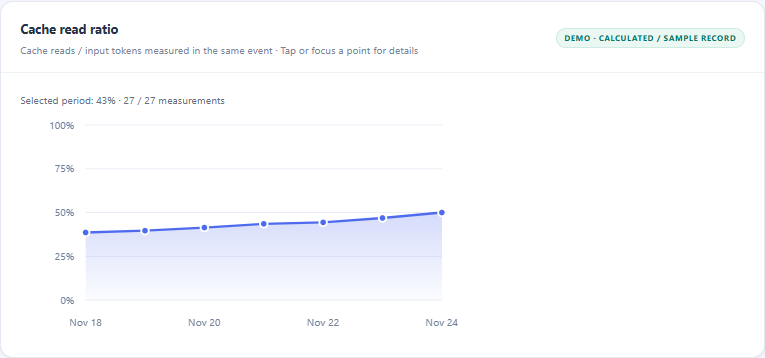 Cache read ratio
Cache reads / input tokens measured in the same event · Tap or focus a point for details
DEMO · CALCULATED / SAMPLE RECORD
Selected period: 43% · 27 / 27 measurements
100%
75%
50%
25%
0%
Nov 18 Nov 20 Nov 22 Nov 24